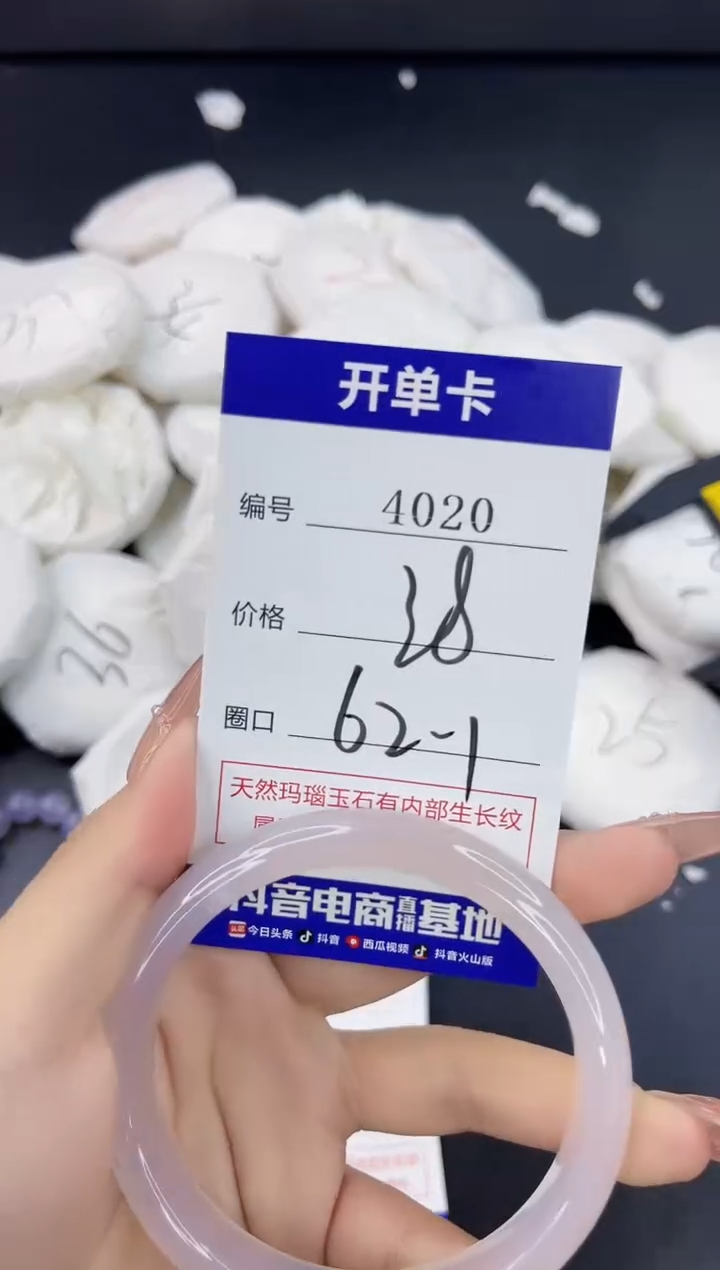 开单卡
编号 4020
价格 38
圈口 62-1
天然玛瑙玉石有内部生长纹
抖音电商直播基地
今日头条 抖音 西瓜视频 抖音火山版
36
25